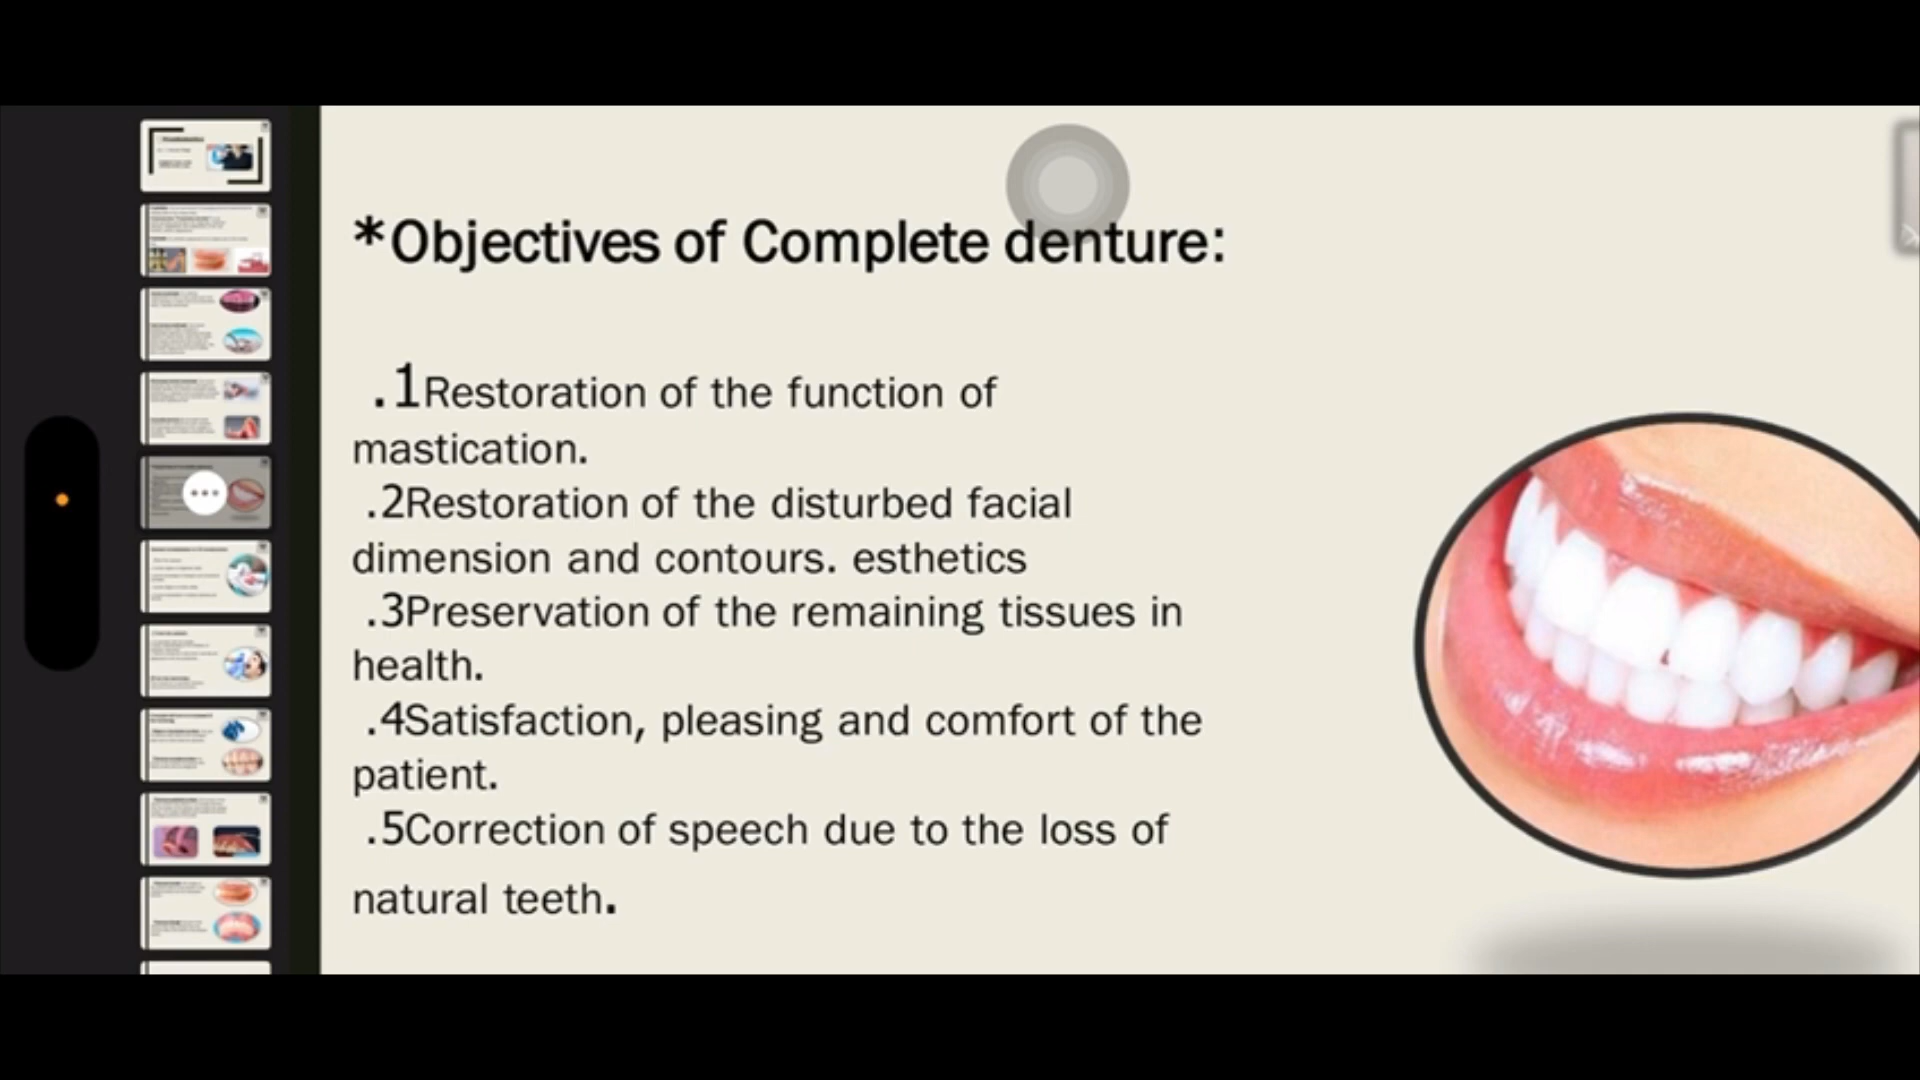 *Objectives of Complete denture:
.1Restoration of the function of
mastication.
.2Restoration of the disturbed facial
dimension and contours. esthetics
.3Preservation of the remaining tissues in
health.
.4Satisfaction, pleasing and comfort of the
patient.
.5Correction of speech due to the loss of
natural teeth.